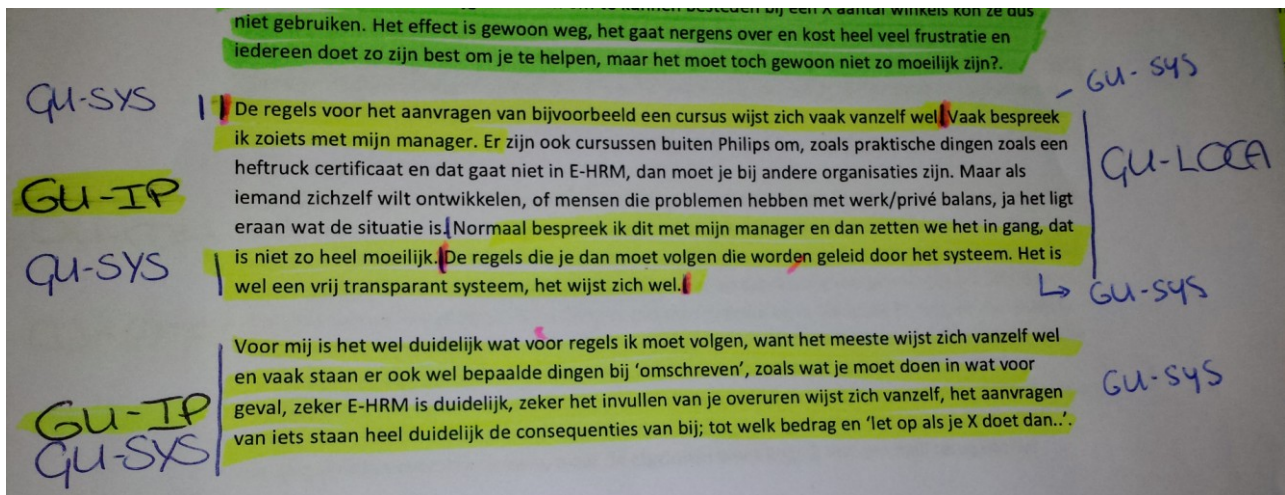 niet gebruiken. Het effect is gewoon weg, het gaat nergens over en kost heel veel frustratie en
iedereen doet zo zijn best om je te helpen, maar het moet toch gewoon niet zo moeilijk zijn?.
GU-SYS
GU-SYS
De regels voor het aanvragen van bijvoorbeeld een cursus wijst zich vaak vanzelf wel. Vaak bespreek
ik zoiets met mijn manager. Er zijn ook cursussen buiten Philips om, zoals praktische dingen zoals een
heftruck certificaat en dat gaat niet in E-HRM, dan moet je bij andere organisaties zijn. Maar als
GU-LOCA
GU-IP
iemand zichzelf wilt ontwikkelen, of mensen die problemen hebben met werk/privé balans, ja het ligt
eraan wat de situatie is. Normaal bespreek ik dit met mijn manager en dan zetten we het in gang, dat
GU-SYS
is niet zo heel moeilijk. De regels die je dan moet volgen die worden geleid door het systeem. Het is
wel een vrij transparant systeem, het wijst zich wel.
GU-SYS
Voor mij is het wel duidelijk wat voor regels ik moet volgen, want het meeste wijst zich vanzelf wel
en vaak staan er ook wel bepaalde dingen bij ‘omschreven’, zoals wat je moet doen in wat voor
GU-SYS
GU-IP
geval, zeker E-HRM is duidelijk, zeker het invullen van je overuren wijst zich vanzelf, het aanvragen
van iets staan heel duidelijk de consequenties van bij; tot welk bedrag en ‘let op als je X doet dan..’.
GU-SYS